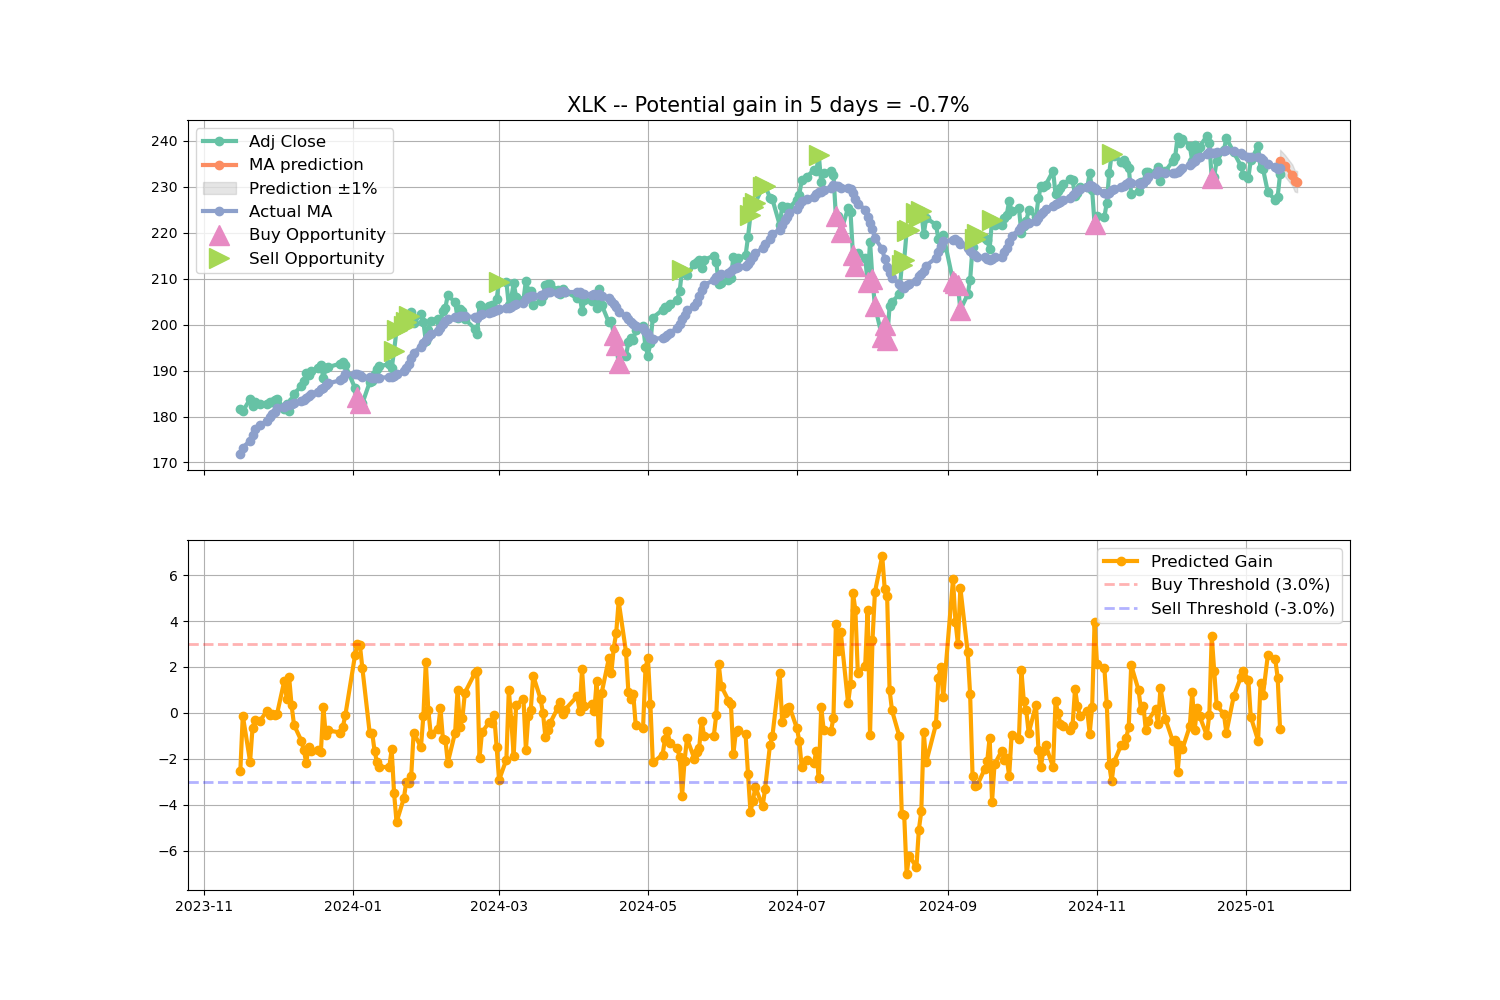 XLK -- Potential gain in 5 days = -0.7%
240
230
220
210
200
190
180
170
Adj Close
MA prediction
Prediction ±1%
Actual MA
Buy Opportunity
Sell Opportunity
6
4
2
0
−2
−4
−6
Predicted Gain
Buy Threshold (3.0%)
Sell Threshold (-3.0%)
2023-11 2024-01 2024-03 2024-05 2024-07 2024-09 2024-11 2025-01